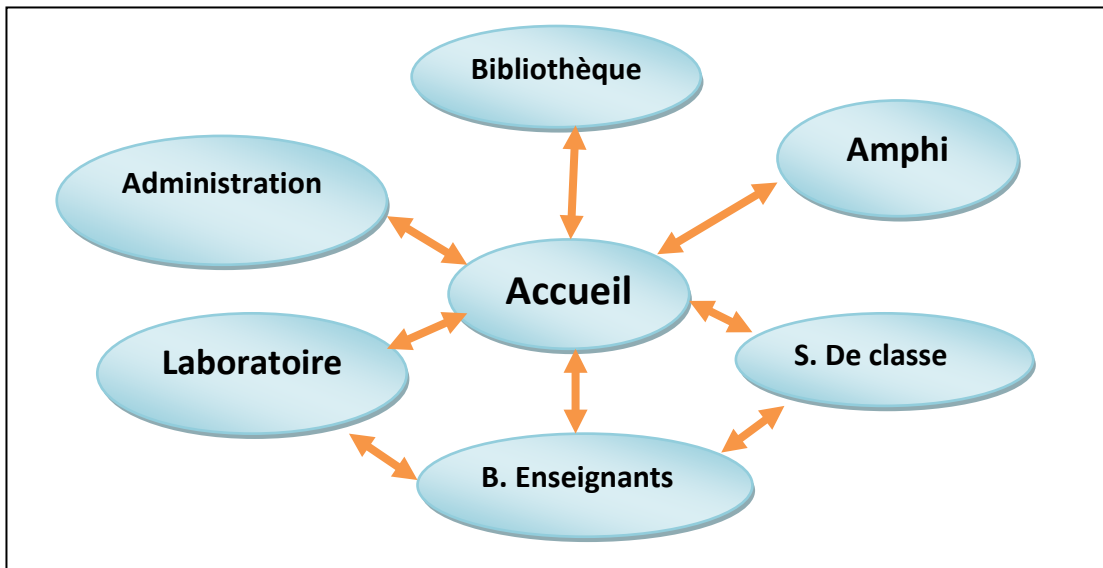 Bibliothèque
Amphi
Administration
Accueil
Laboratoire
S. De classe
B. Enseignants